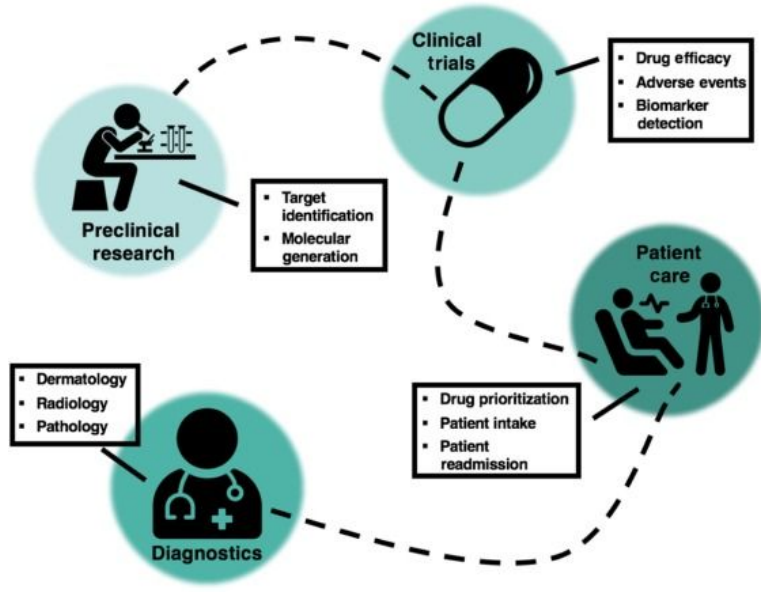 Clinical
trials
▪ Drug efficacy
▪ Adverse events
▪ Biomarker
detection
Preclinical
research
▪ Target
identification
▪ Molecular
generation
Patient
care
▪ Drug prioritization
▪ Patient intake
▪ Patient
readmission
▪ Dermatology
▪ Radiology
▪ Pathology
Diagnostics